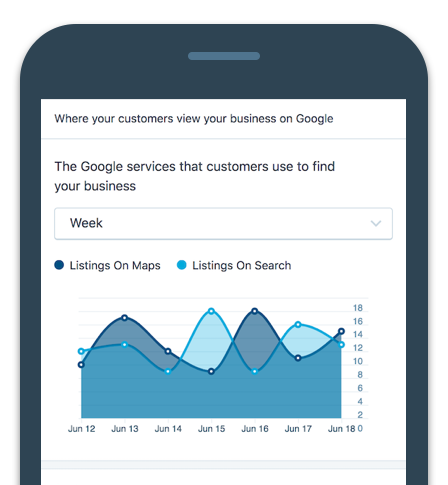 Where your customers view your business on Google
The Google services that customers use to find
your business
Week
Listings On Maps
Listings On Search
18
16
14
12
10
8
6
4
2
0
Jun 12 Jun 13 Jun 14 Jun 15 Jun 16 Jun 17 Jun 18